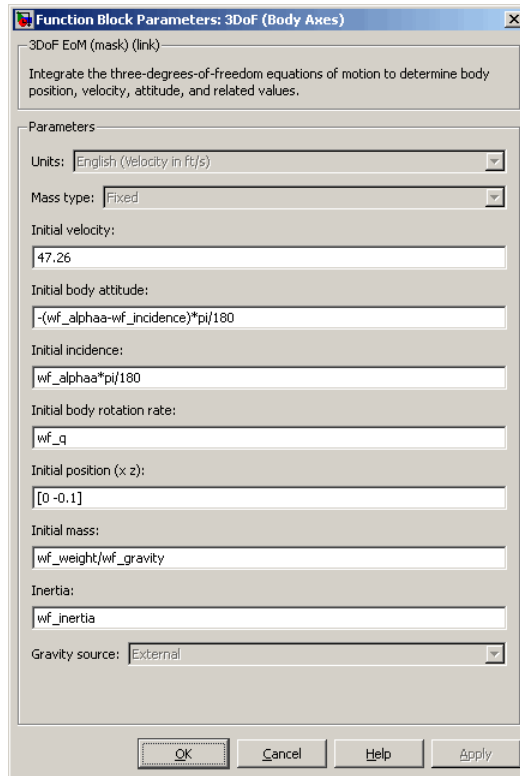 Function Block Parameters: 3DoF (Body Axes)
3DoF EoM (mask) (link)
Integrate the three-degrees-of-freedom equations of motion to determine body
position, velocity, attitude, and related values.
Parameters
Units: English (Velocity in ft/s)
Mass type: Fixed
Initial velocity:
47.26
Initial body attitude:
-(wf_alphaa-wf_incidence)*pi/180
Initial incidence:
wf_alphaa*pi/180
Initial body rotation rate:
wf_q
Initial position (x z):
[0 -0.1]
Initial mass:
wf_weight/wf_gravity
Inertia:
wf_inertia
Gravity source: External
OK Cancel Help Apply